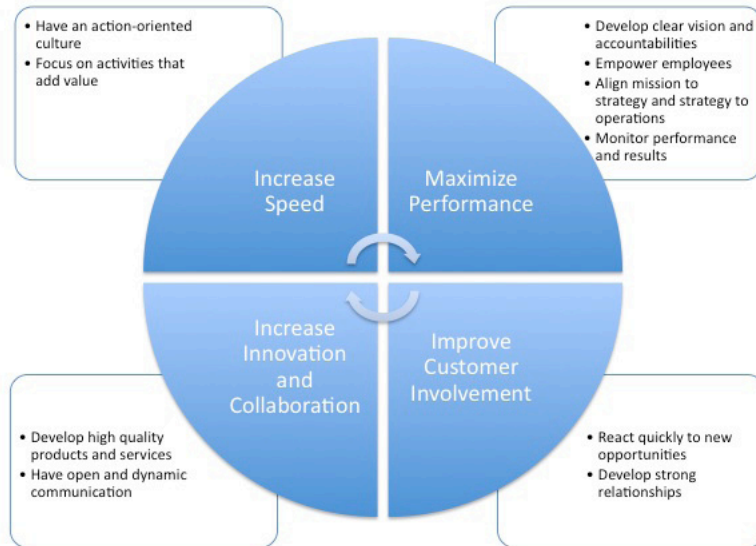 • Have an action-oriented
culture
• Focus on activities that
add value
• Develop clear vision and
accountabilities
• Empower employees
• Align mission to
strategy and strategy to
operations
• Monitor performance
and results
Increase
Speed
Maximize
Performance
Increase
Innovation
and
Collaboration
Improve
Customer
Involvement
• Develop high quality
products and services
• Have open and dynamic
communication
• React quickly to new
opportunities
• Develop strong
relationships